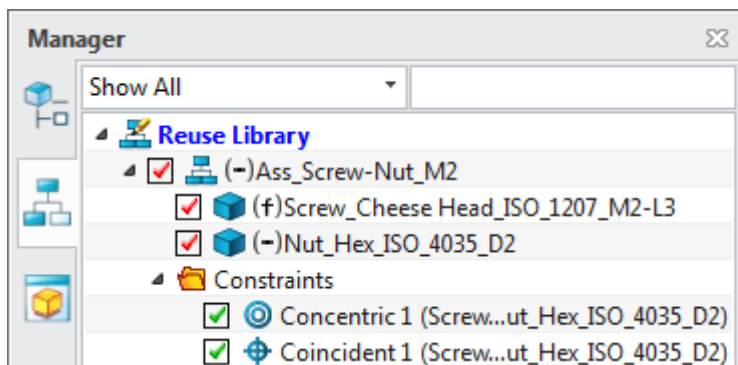 Manager
Show All
Reuse Library
(-)Ass_Screw-Nut_M2
(f)Screw_Cheese Head_ISO_1207_M2-L3
(-)Nut_Hex_ISO_4035_D2
Constraints
Concentric 1 (Screw...ut_Hex_ISO_4035_D2)
Coincident 1 (Screw...ut_Hex_ISO_4035_D2)